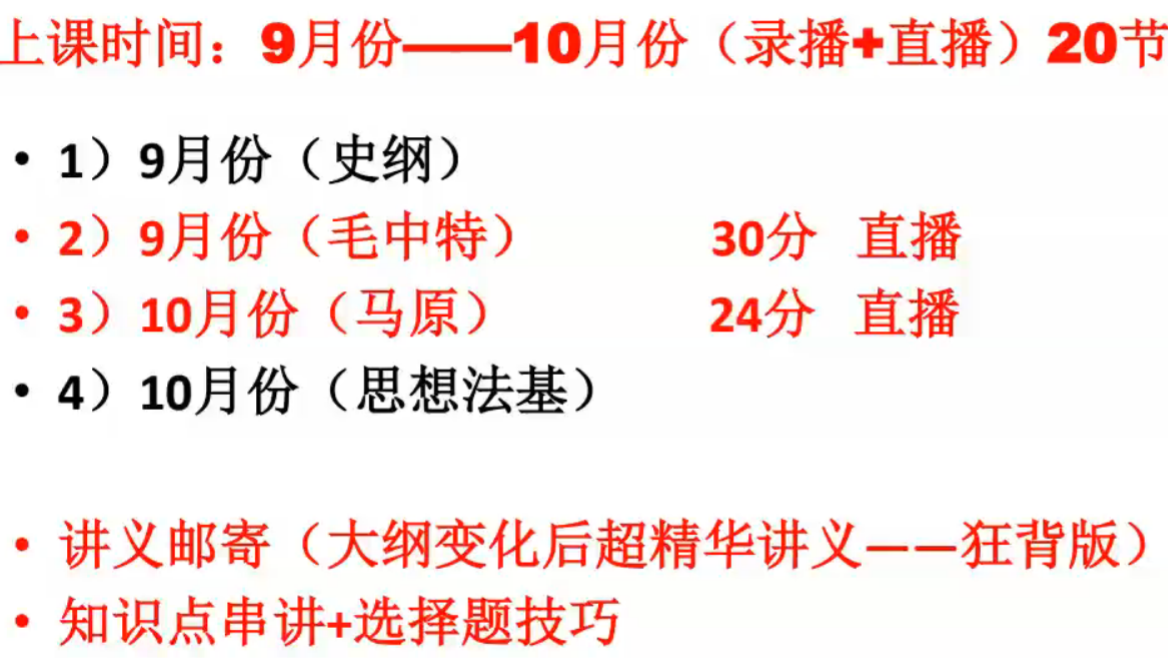 上课时间：9月份——10月份（录播+直播）20节
• 1）9月份（史纲）
• 2）9月份（毛中特） 30分 直播
• 3）10月份（马原） 24分 直播
• 4）10月份（思想法基）
• 讲义邮寄（大纲变化后超精华讲义——狂背版）
• 知识点串讲+选择题技巧